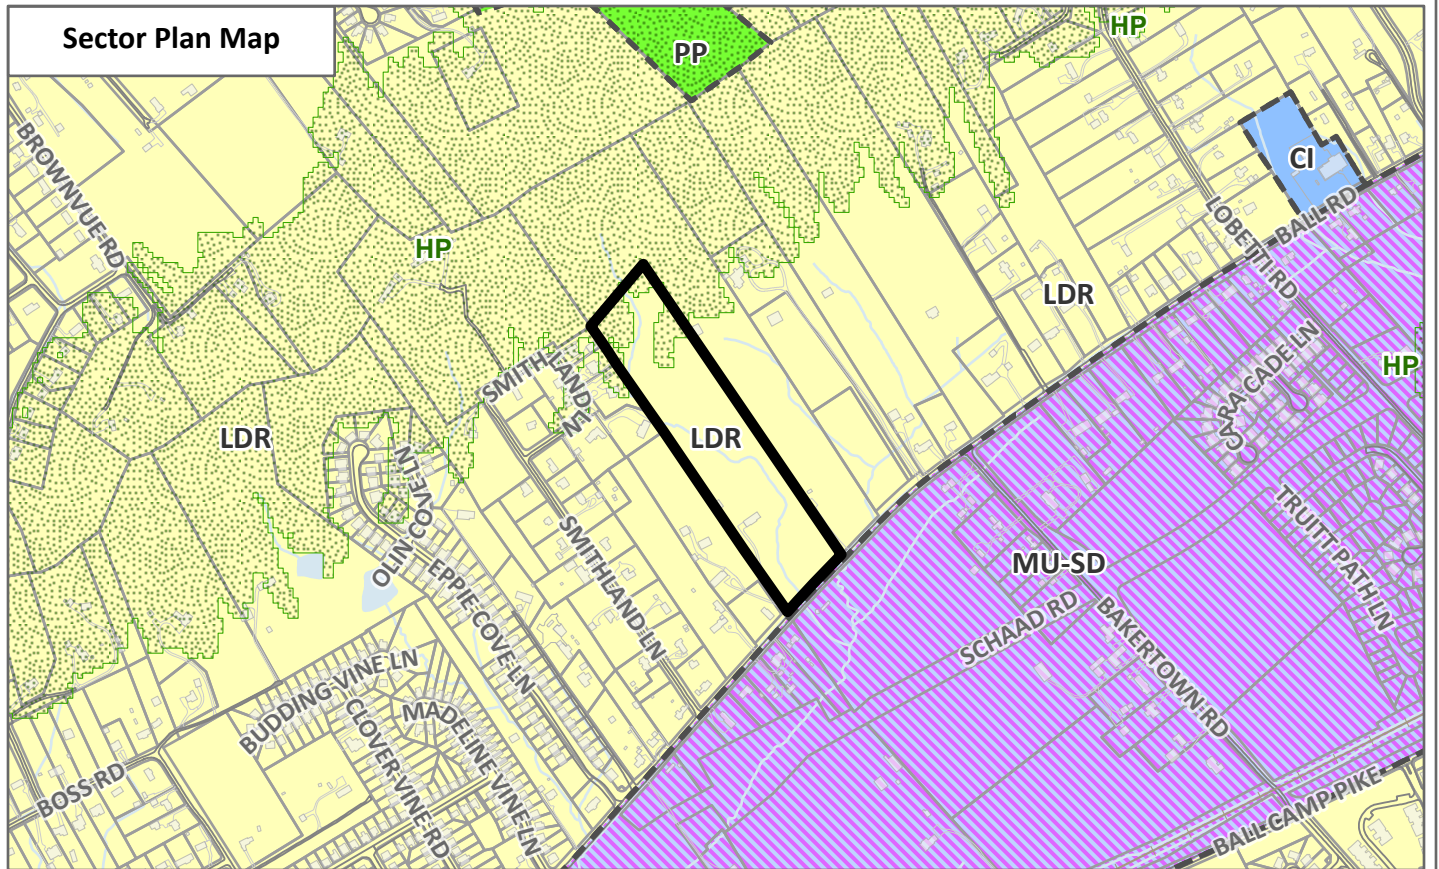 Sector Plan Map
HP
PP
CI
BROWNVUE RD
LOBETTI RD
BALL RD
HP
LDR
CARA CADE LN
HP
SMITHLAND LN
LDR
LDR
OLIN COVE LN
TRUITT PATH LN
SMITHLAND LN
EPPIE COVE LN
MU-SD
SCHAAD RD
BAKERTOWN RD
BUDDING VINE LN
CLOVER VINE RD
MADELINE VINE LN
BOSS RD
BALL CAMP PIKE